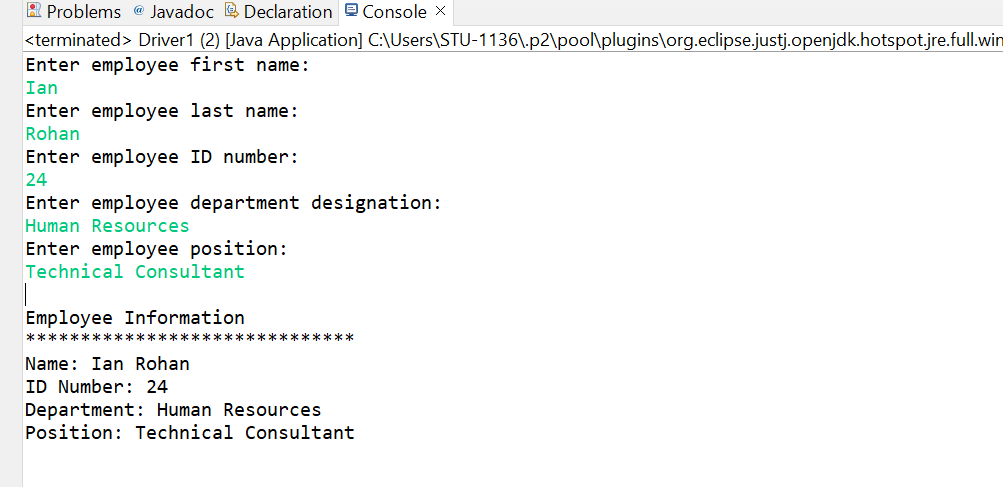 Problems @ Javadoc Declaration Console ×
<terminated> Driver1 (2) [Java Application] C:\Users\STU-1136\.p2\pool\plugins\org.eclipse.justj.openjdk.hotspot.jre.full.win
Enter employee first name:
Ian
Enter employee last name:
Rohan
Enter employee ID number:
24
Enter employee department designation:
Human Resources
Enter employee position:
Technical Consultant
Employee Information
******************************
Name: Ian Rohan
ID Number: 24
Department: Human Resources
Position: Technical Consultant